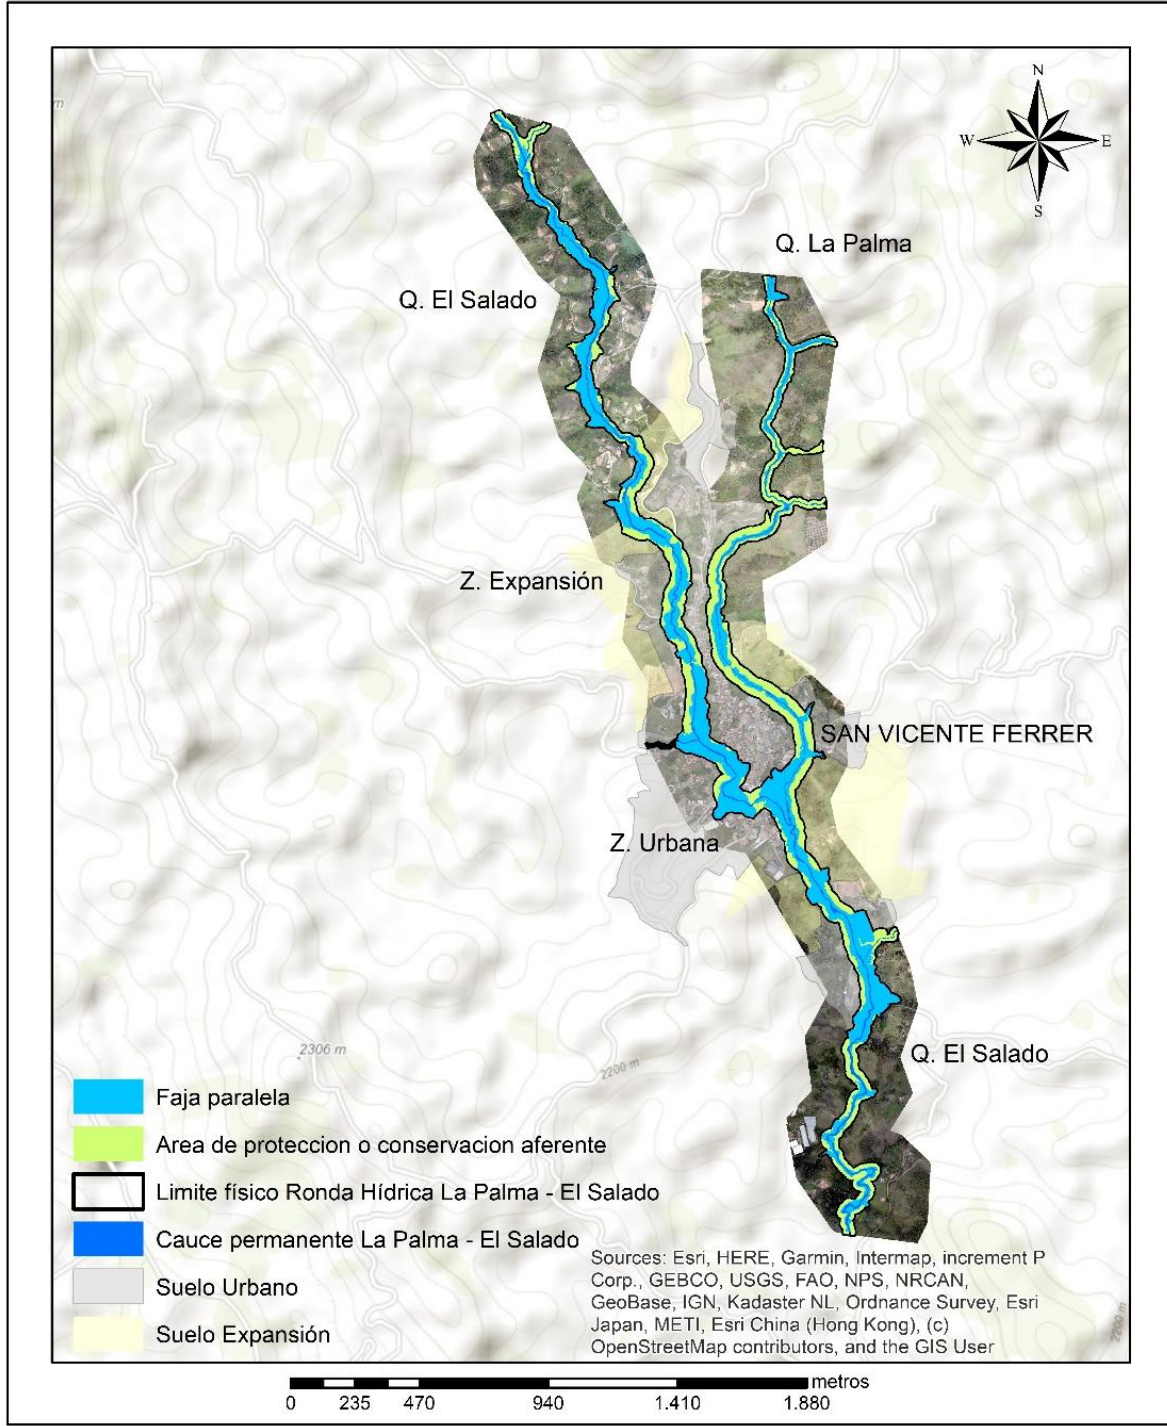 N
W E
S
m
Q. La Palma
Q. El Salado
Z. Expansión
SAN VICENTE FERRER
Z. Urbana
2306 m
2200 m
Q. El Salado
Faja paralela
Area de proteccion o conservacion aferente
Limite físico Ronda Hídrica La Palma - El Salado
Cauce permanente La Palma - El Salado
Suelo Urbano
Suelo Expansión
Sources: Esri, HERE, Garmin, Intermap, increment P
Corp., GEBCO, USGS, FAO, NPS, NRCAN,
GeoBase, IGN, Kadaster NL, Ordnance Survey, Esri
Japan, METI, Esri China (Hong Kong), (c)
OpenStreetMap contributors, and the GIS User
2200 m
metros
0 235 470 940 1.410 1.880